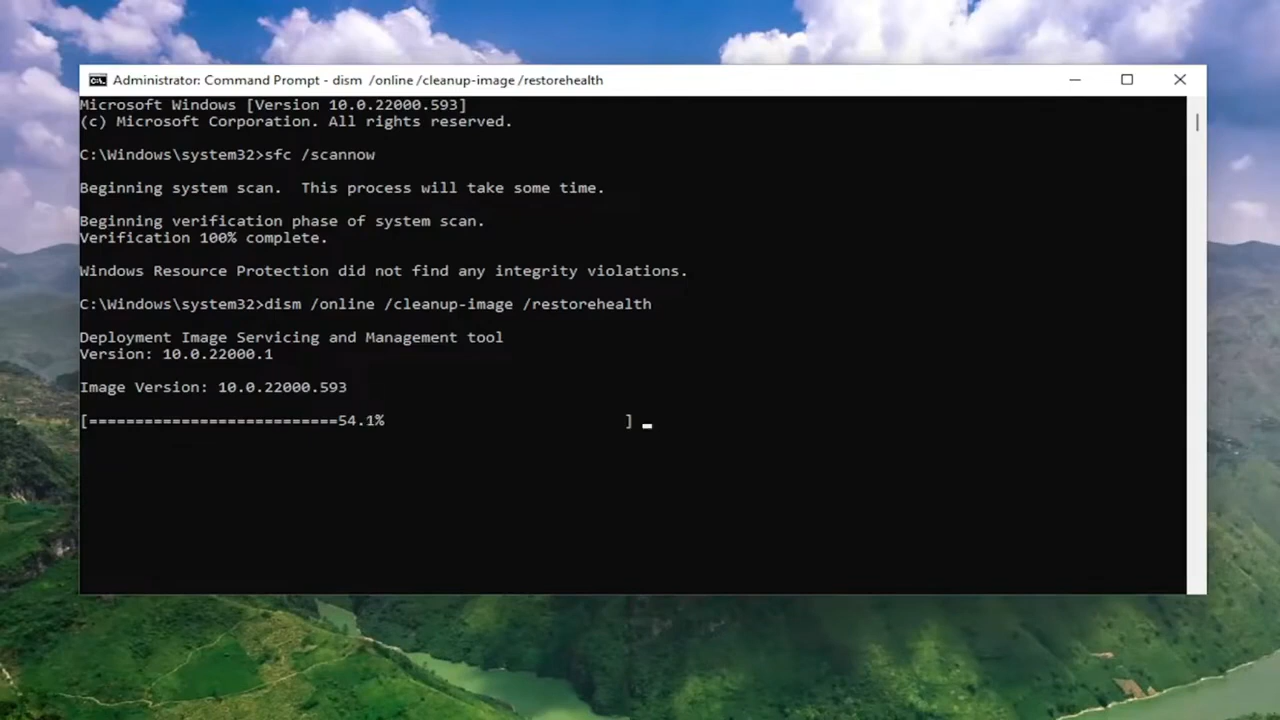 Administrator: Command Prompt - dism  /online /cleanup-image /restorehealth
Microsoft Windows [Version 10.0.22000.593]
(c) Microsoft Corporation. All rights reserved.
C:\Windows\system32>sfc /scannow
Beginning system scan.  This process will take some time.
Beginning verification phase of system scan.
Verification 100% complete.
Windows Resource Protection did not find any integrity violations.
C:\Windows\system32>dism /online /cleanup-image /restorehealth
Deployment Image Servicing and Management tool
Version: 10.0.22000.1
Image Version: 10.0.22000.593
[===========================54.1%                          ]